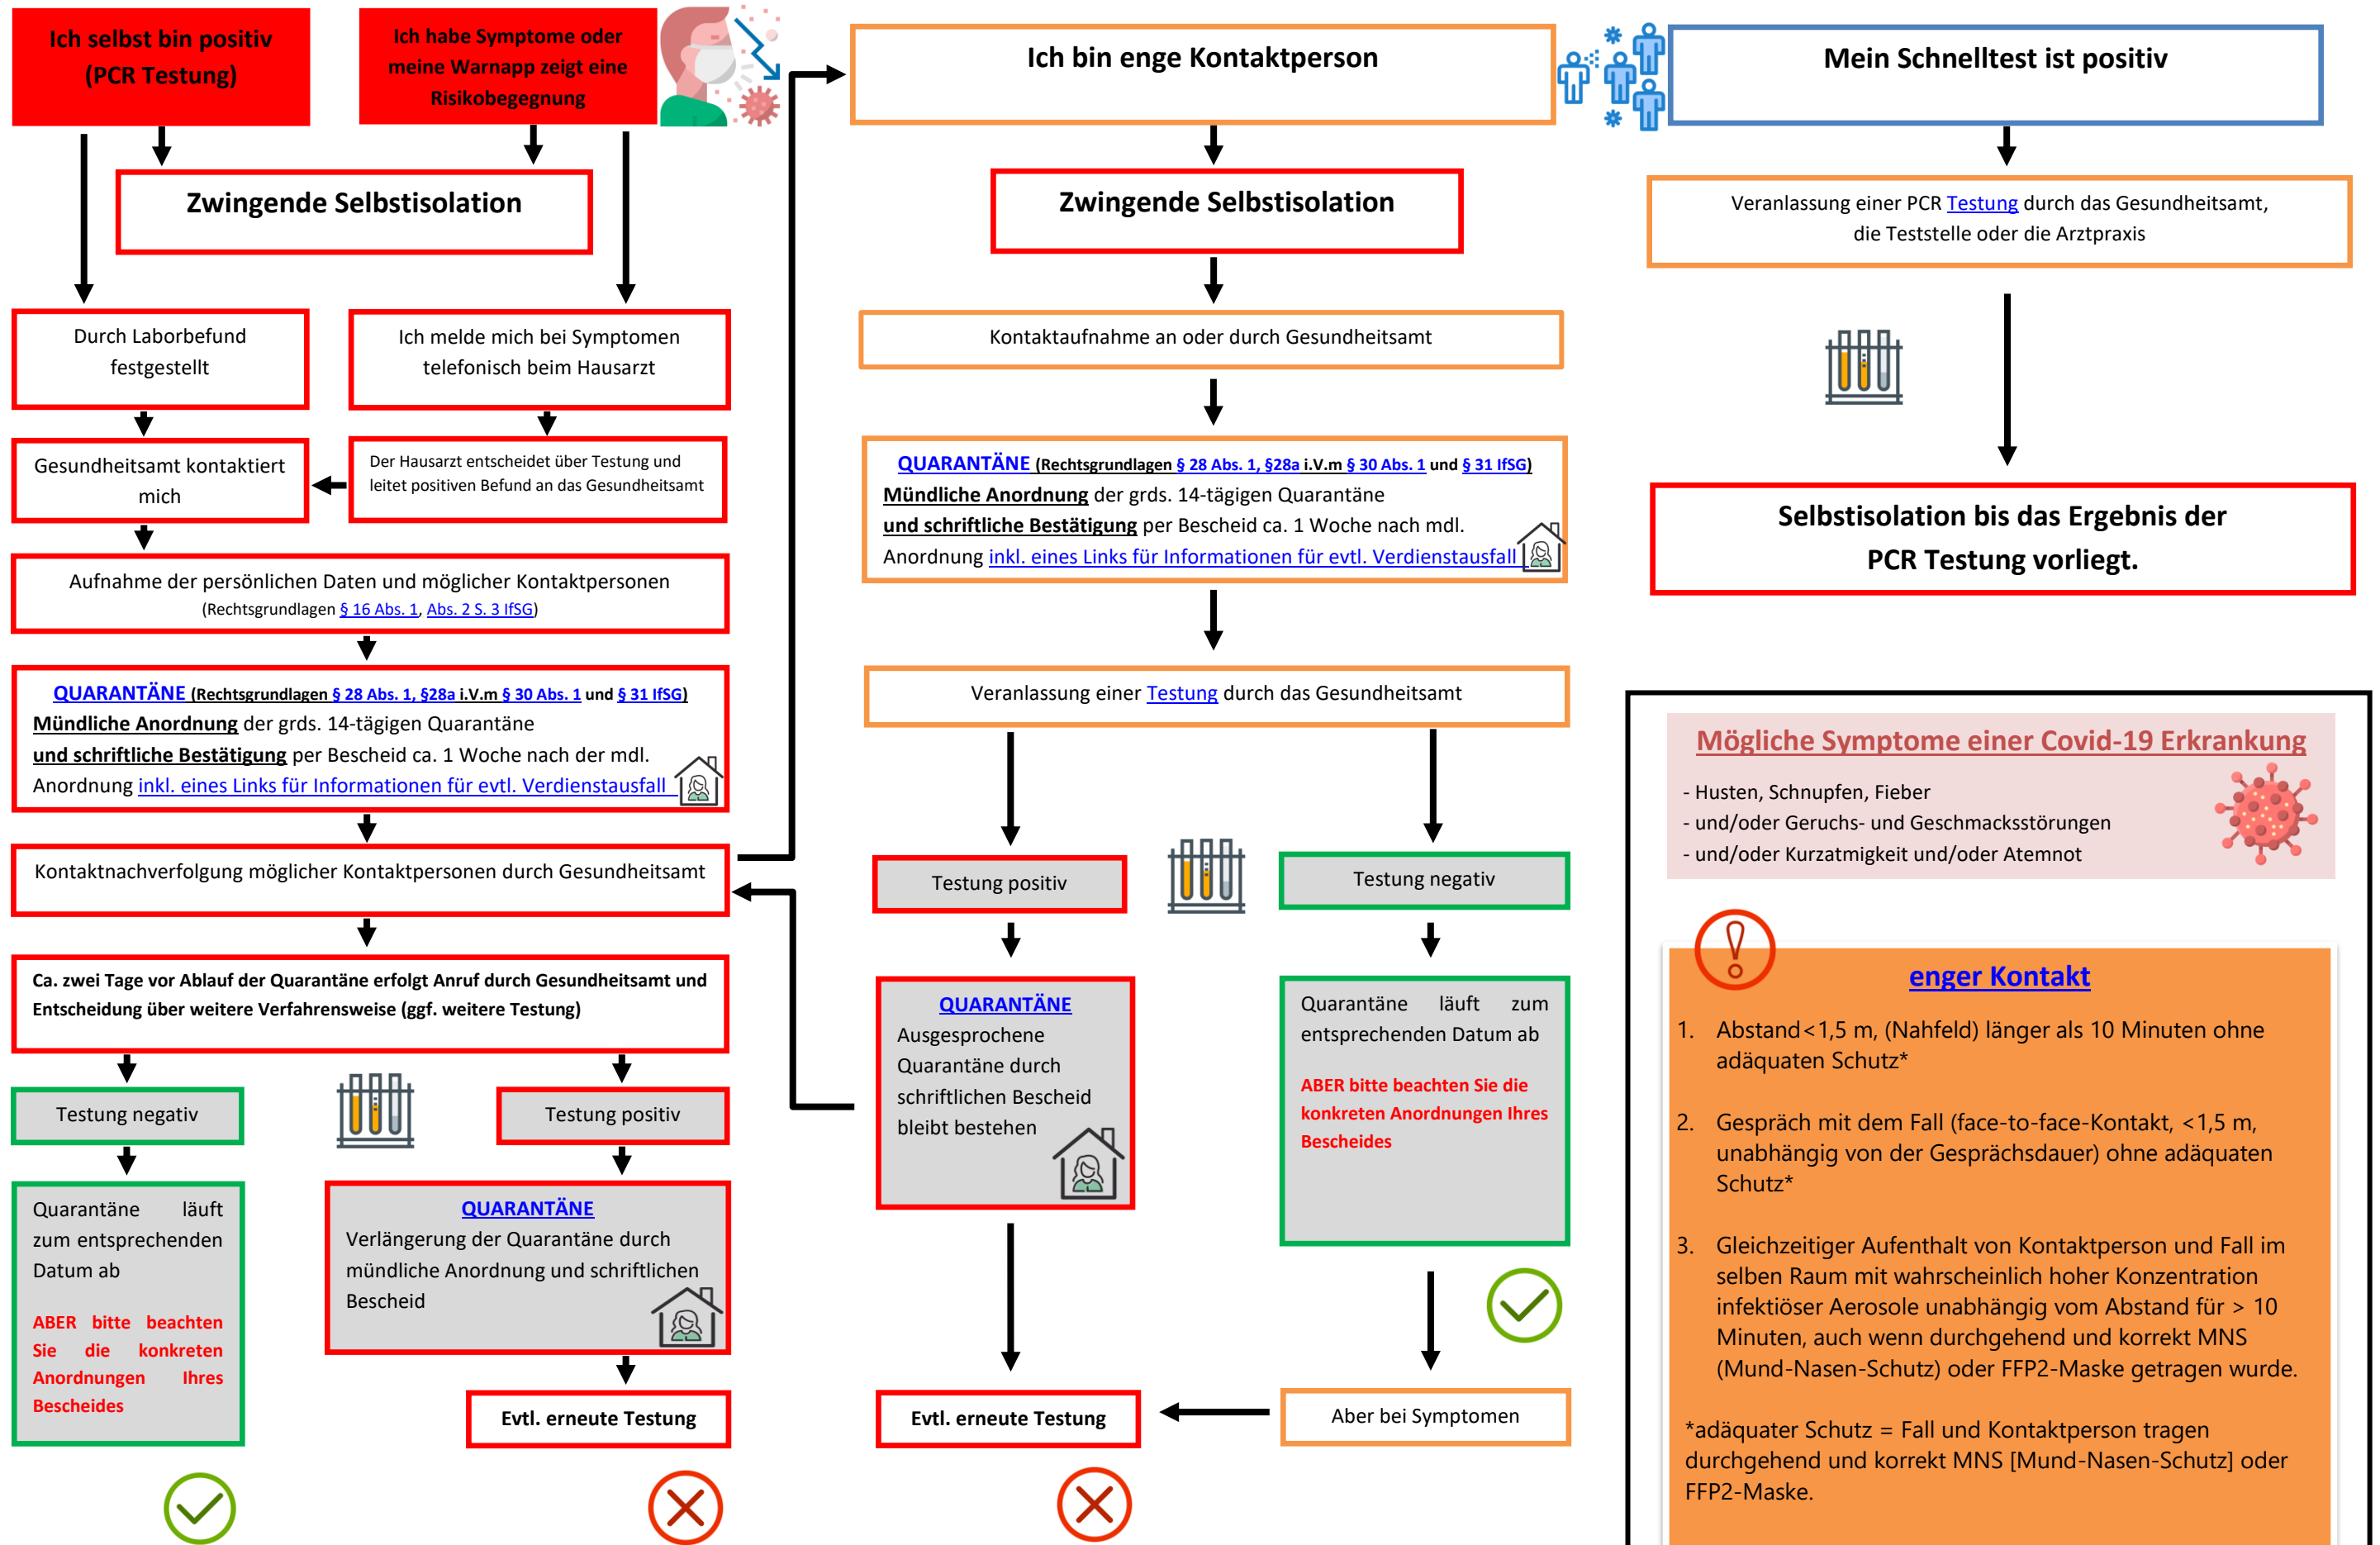 Ich selbst bin positiv
(PCR Testung)
Ich habe Symptome oder
meine Warnapp zeigt eine
Risikobegegnung
Zwingende Selbstisolation
Durch Laborbefund
festgestellt
Ich melde mich bei Symptomen
telefonisch beim Hausarzt
Gesundheitsamt kontaktiert
mich
Der Hausarzt entscheidet über Testung und
leitet positiven Befund an das Gesundheitsamt
Aufnahme der persönlichen Daten und möglicher Kontaktpersonen
(Rechtsgrundlagen § 16 Abs. 1, Abs. 2 S. 3 IfSG)
QUARANTÄNE (Rechtsgrundlagen § 28 Abs. 1, §28a i.V.m § 30 Abs. 1 und § 31 IfSG)
Mündliche Anordnung der grds. 14-tägigen Quarantäne
und schriftliche Bestätigung per Bescheid ca. 1 Woche nach der mdl.
Anordnung inkl. eines Links für Informationen für evtl. Verdienstausfall
Kontaktnachverfolgung möglicher Kontaktpersonen durch Gesundheitsamt
Ca. zwei Tage vor Ablauf der Quarantäne erfolgt Anruf durch Gesundheitsamt und
Entscheidung über weitere Verfahrensweise (ggf. weitere Testung)
Testung negativ
Testung positiv
Quarantäne läuft
zum entsprechenden
Datum ab
ABER bitte beachten
Sie die konkreten
Anordnungen Ihres
Bescheides
QUARANTÄNE
Verlängerung der Quarantäne durch
mündliche Anordnung und schriftlichen
Bescheid
Evtl. erneute Testung
Ich bin enge Kontaktperson
Zwingende Selbstisolation
Kontaktaufnahme an oder durch Gesundheitsamt
QUARANTÄNE (Rechtsgrundlagen § 28 Abs. 1, §28a i.V.m § 30 Abs. 1 und § 31 IfSG)
Mündliche Anordnung der grds. 14-tägigen Quarantäne
und schriftliche Bestätigung per Bescheid ca. 1 Woche nach mdl.
Anordnung inkl. eines Links für Informationen für evtl. Verdienstausfall
Veranlassung einer Testung durch das Gesundheitsamt
Testung positiv
Testung negativ
QUARANTÄNE
Ausgesprochene
Quarantäne durch
schriftlichen Bescheid
bleibt bestehen
Quarantäne läuft zum
entsprechenden Datum ab
ABER bitte beachten Sie die
konkreten Anordnungen Ihres
Bescheides
Evtl. erneute Testung
Aber bei Symptomen
Mein Schnelltest ist positiv
Veranlassung einer PCR Testung durch das Gesundheitsamt,
die Teststelle oder die Arztpraxis
Selbstisolation bis das Ergebnis der
PCR Testung vorliegt.
Mögliche Symptome einer Covid-19 Erkrankung
- Husten, Schnupfen, Fieber
- und/oder Geruchs- und Geschmacksstörungen
- und/oder Kurzatmigkeit und/oder Atemnot
enger Kontakt
1. Abstand<1,5 m, (Nahfeld) länger als 10 Minuten ohne
adäquaten Schutz*
2. Gespräch mit dem Fall (face-to-face-Kontakt, <1,5 m,
unabhängig von der Gesprächsdauer) ohne adäquaten
Schutz*
3. Gleichzeitiger Aufenthalt von Kontaktperson und Fall im
selben Raum mit wahrscheinlich hoher Konzentration
infektiöser Aerosole unabhängig vom Abstand für > 10
Minuten, auch wenn durchgehend und korrekt MNS
(Mund-Nasen-Schutz) oder FFP2-Maske getragen wurde.
*adäquater Schutz = Fall und Kontaktperson tragen
durchgehend und korrekt MNS [Mund-Nasen-Schutz] oder
FFP2-Maske.